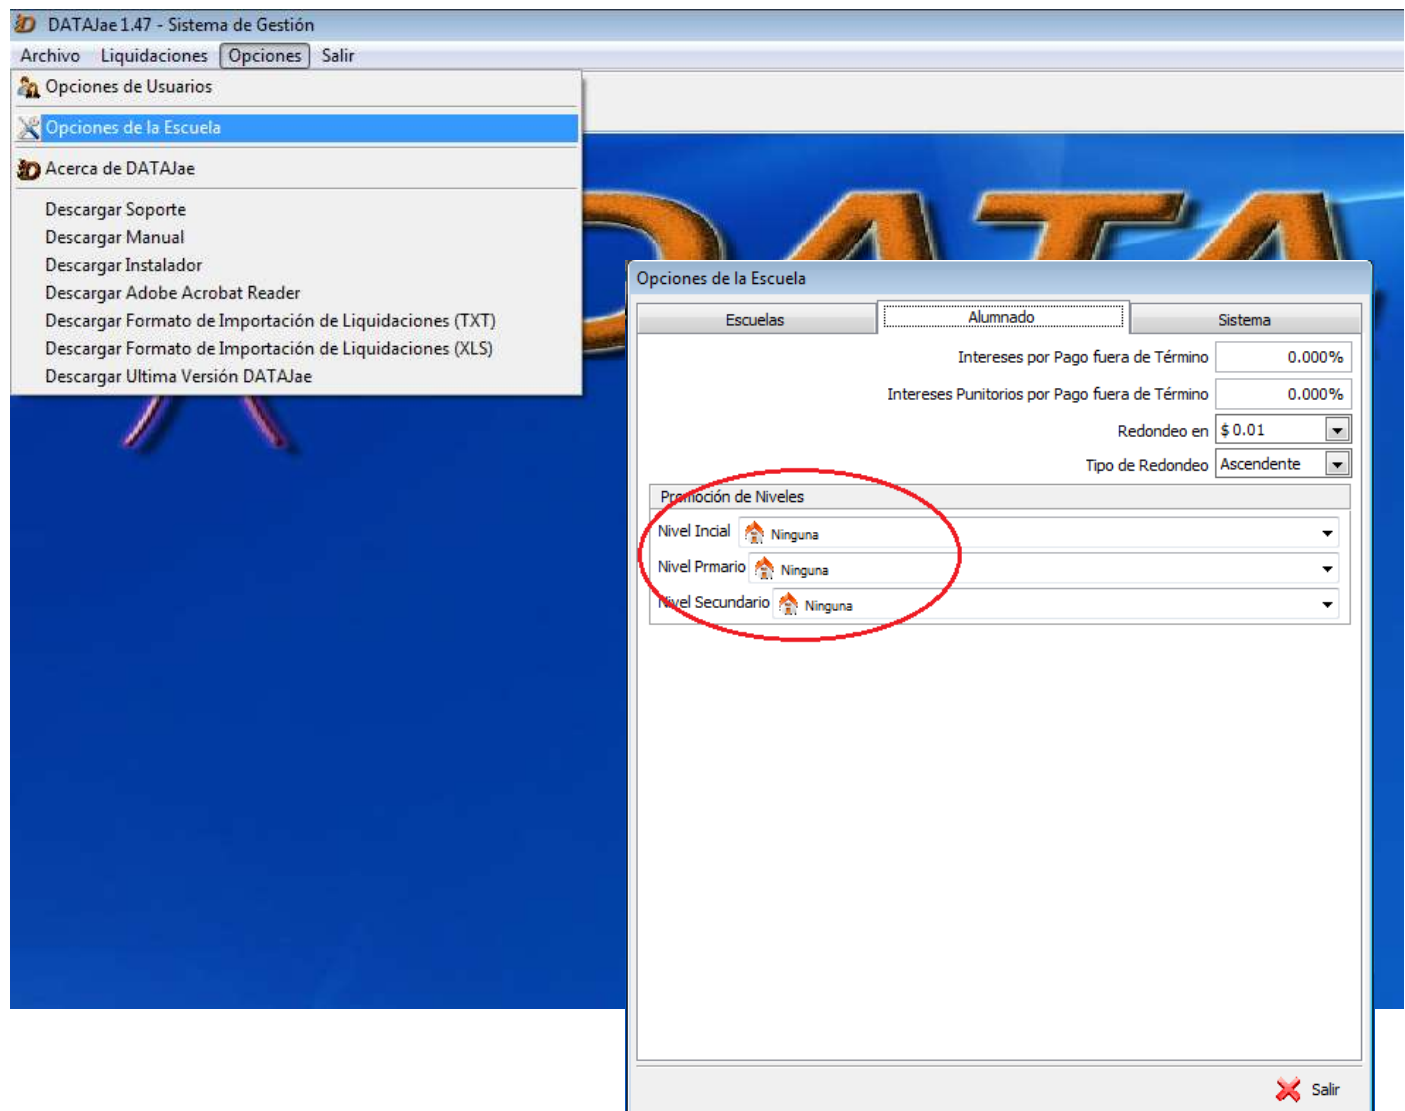 DATAJae 1.47 - Sistema de Gestión
Archivo Liquidaciones Opciones Salir
Opciones de Usuarios
Opciones de la Escuela
Acerca de DATAJae
Descargar Soporte
Descargar Manual
Descargar Instalador
Descargar Adobe Acrobat Reader
Descargar Formato de Importación de Liquidaciones (TXT)
Descargar Formato de Importación de Liquidaciones (XLS)
Descargar Ultima Versión DATAJae
DATA
Opciones de la Escuela
Escuelas Alumnado Sistema
Intereses por Pago fuera de Término 0.000%
Intereses Punitorios por Pago fuera de Término 0.000%
Redondeo en $ 0.01
Tipo de Redondeo Ascendente
Promoción de Niveles
Nivel Incial Ninguna
Nivel Prmario Ninguna
Nivel Secundario Ninguna
Salir